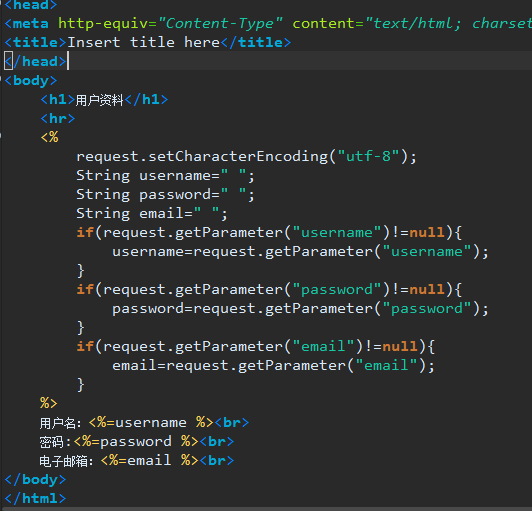 <head>
<meta http-equiv="Content-Type" content="text/html; charset
<title>Insert title here</title>
</head>
<body>
    <h1>用户资料</h1>
    <hr>
    <%
        request.setCharacterEncoding("utf-8");
        String username=" ";
        String password=" ";
        String email=" ";
        if(request.getParameter("username")!=null){
            username=request.getParameter("username");
        }
        if(request.getParameter("password")!=null){
            password=request.getParameter("password");
        }
        if(request.getParameter("email")!=null){
            email=request.getParameter("email");
        }
    %>
    用户名：<%=username %><br>
    密码:<%=password %><br>
    电子邮箱：<%=email %><br>
</body>
</html>